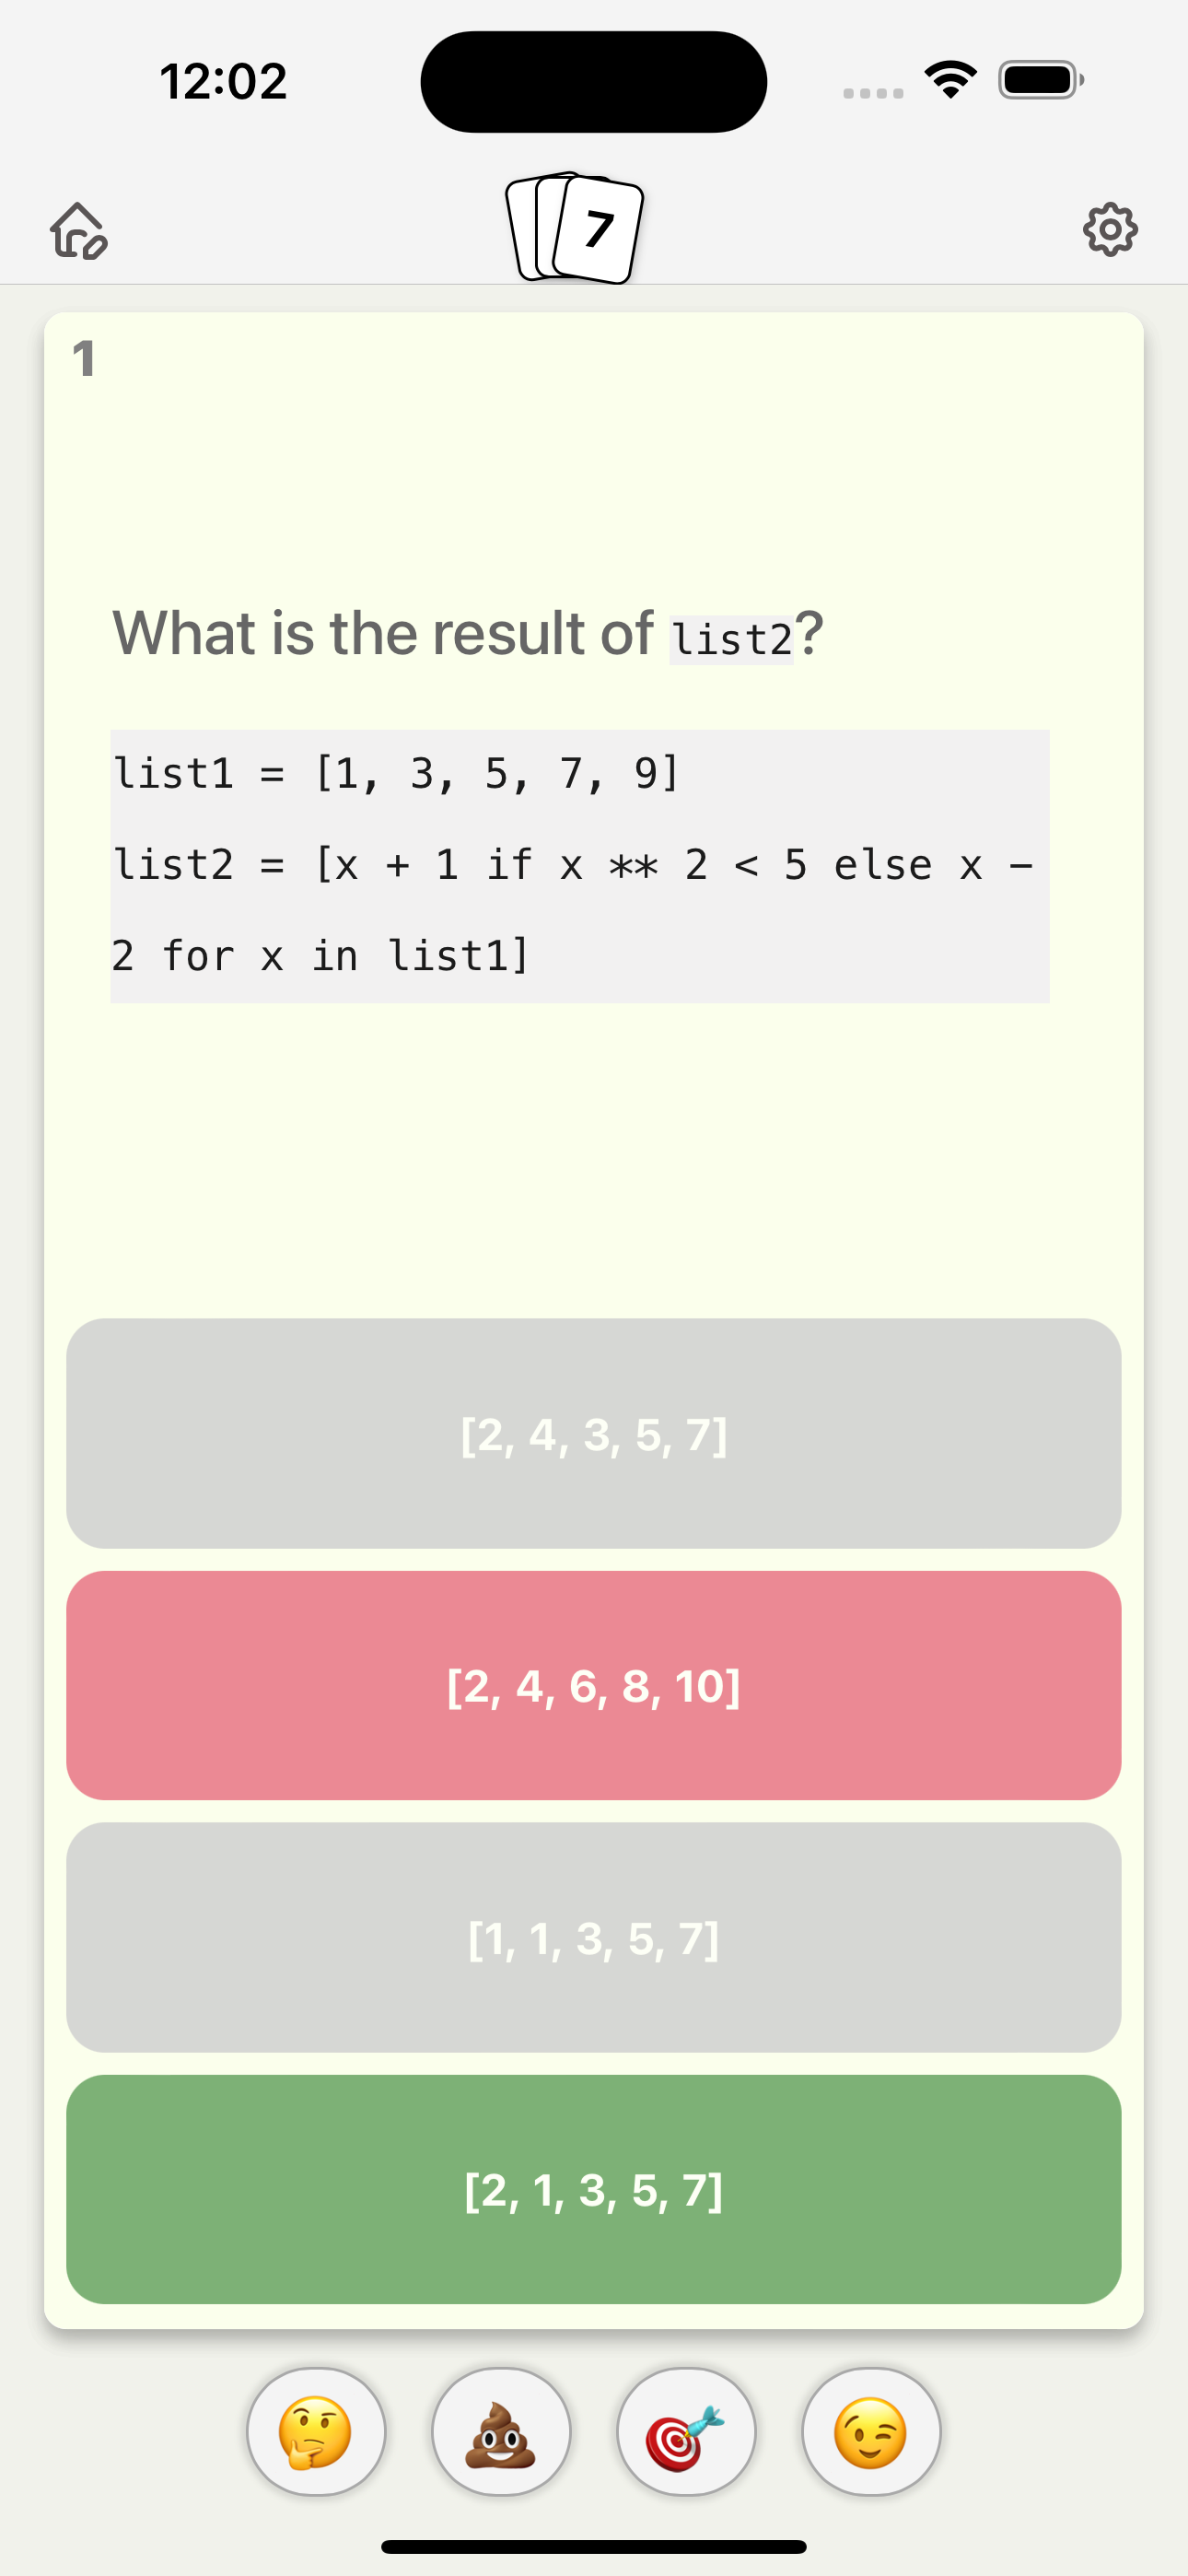 12:02
7
1
What is the result of list2?
list1 = [1, 3, 5, 7, 9]
list2 = [x + 1 if x ** 2 < 5 else x -
2 for x in list1]
[2, 4, 3, 5, 7]
[2, 4, 6, 8, 10]
[1, 1, 3, 5, 7]
[2, 1, 3, 5, 7]